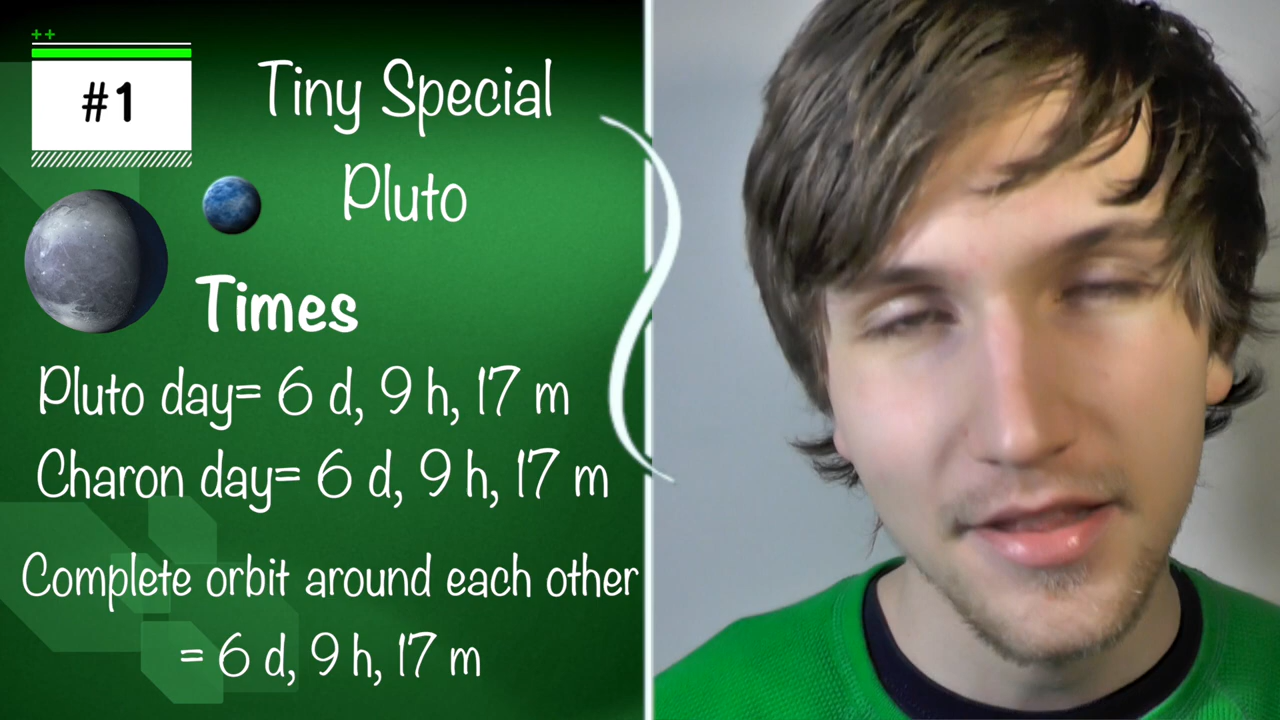 ++
#1
Tiny Special
Pluto
Times
Pluto day= 6 d, 9 h, 17 m
Charon day= 6 d, 9 h, 17 m
Complete orbit around each other
= 6 d, 9 h, 17 m